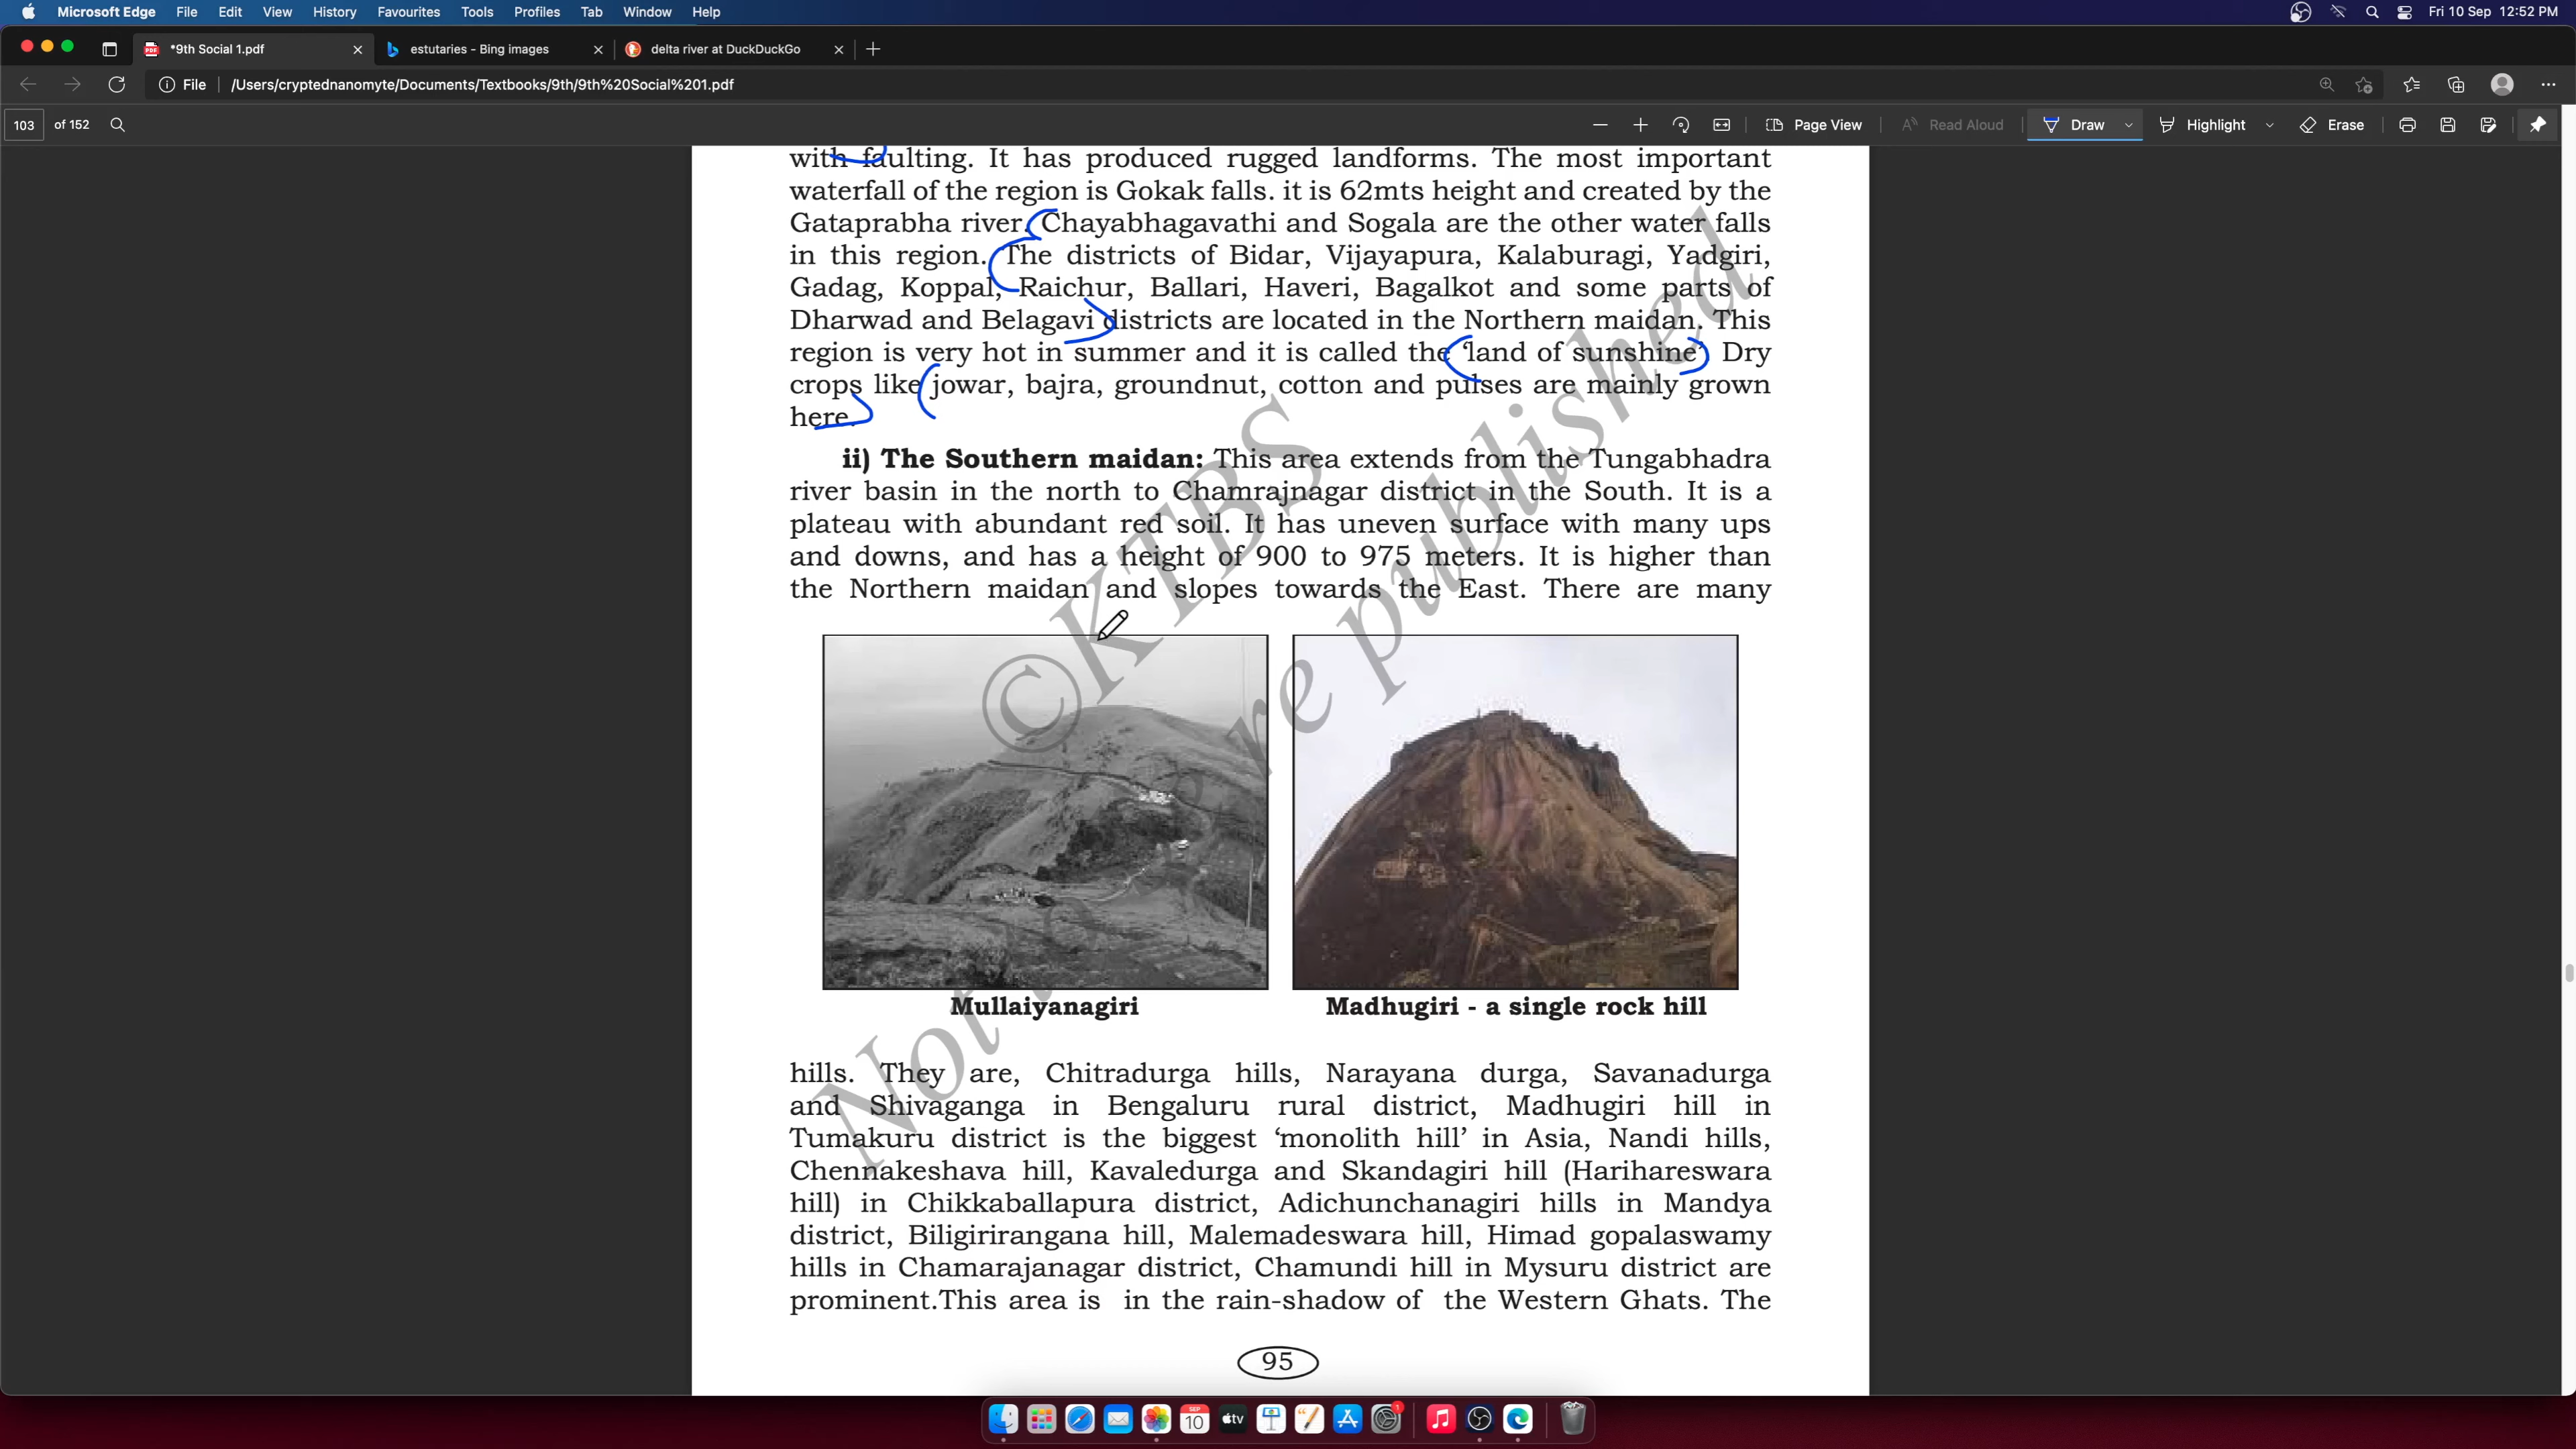 Microsoft Edge File Edit View History Favourites Tools Profiles Tab Window Help Fri 10 Sep 12:52 PM
*9th Social 1.pdf estutaries - Bing images delta river at DuckDuckGo
File /Users/cryptednanomyte/Documents/Textbooks/9th/9th%20Social%201.pdf
103 of 152 Page View Read Aloud Draw Highlight Erase
with faulting. It has produced rugged landforms. The most important
waterfall of the region is Gokak falls. it is 62mts height and created by the
Gataprabha river. Chayabhagavathi and Sogala are the other water falls
in this region. The districts of Bidar, Vijayapura, Kalaburagi, Yadgiri,
Gadag, Koppal, Raichur, Ballari, Haveri, Bagalkot and some parts of
Dharwad and Belagavi districts are located in the Northern maidan. This
region is very hot in summer and it is called the ‘land of sunshine’. Dry
crops like jowar, bajra, groundnut, cotton and pulses are mainly grown
here.
ii) The Southern maidan: This area extends from the Tungabhadra
river basin in the north to Chamrajnagar district in the South. It is a
plateau with abundant red soil. It has uneven surface with many ups
and downs, and has a height of 900 to 975 meters. It is higher than
the Northern maidan and slopes towards the East. There are many
©KTBS
Not re published
Mullaiyanagiri Madhugiri - a single rock hill
hills. They are, Chitradurga hills, Narayana durga, Savanadurga
and Shivaganga in Bengaluru rural district, Madhugiri hill in
Tumakuru district is the biggest ‘monolith hill’ in Asia, Nandi hills,
Chennakeshava hill, Kavaledurga and Skandagiri hill (Harihareswara
hill) in Chikkaballapura district, Adichunchanagiri hills in Mandya
district, Biligirirangana hill, Malemadeswara hill, Himad gopalaswamy
hills in Chamarajanagar district, Chamundi hill in Mysuru district are
prominent.This area is in the rain-shadow of the Western Ghats. The
95
SEP
10
tv
1